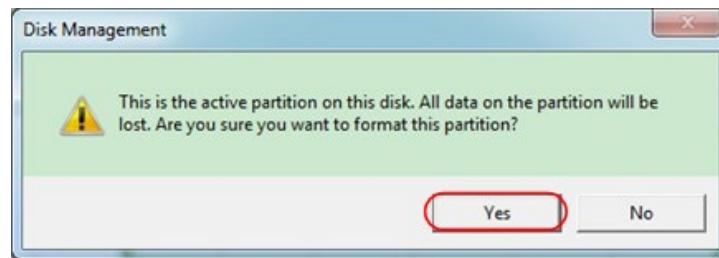 Disk Management
This is the active partition on this disk. All data on the partition will be
lost. Are you sure you want to format this partition?
Yes No